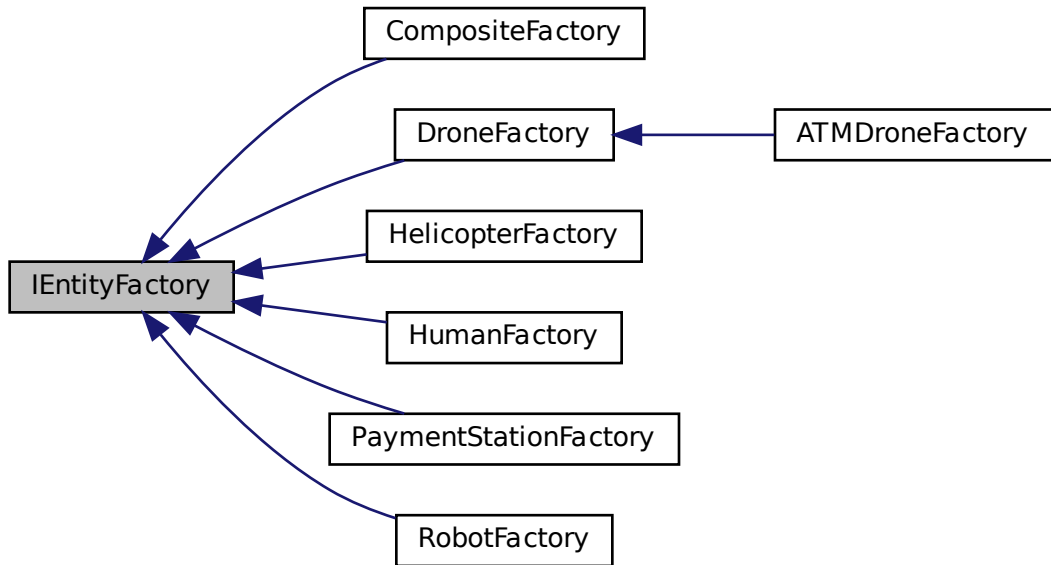 CompositeFactory
DroneFactory
ATMDroneFactory
HelicopterFactory
IEntityFactory
HumanFactory
PaymentStationFactory
RobotFactory